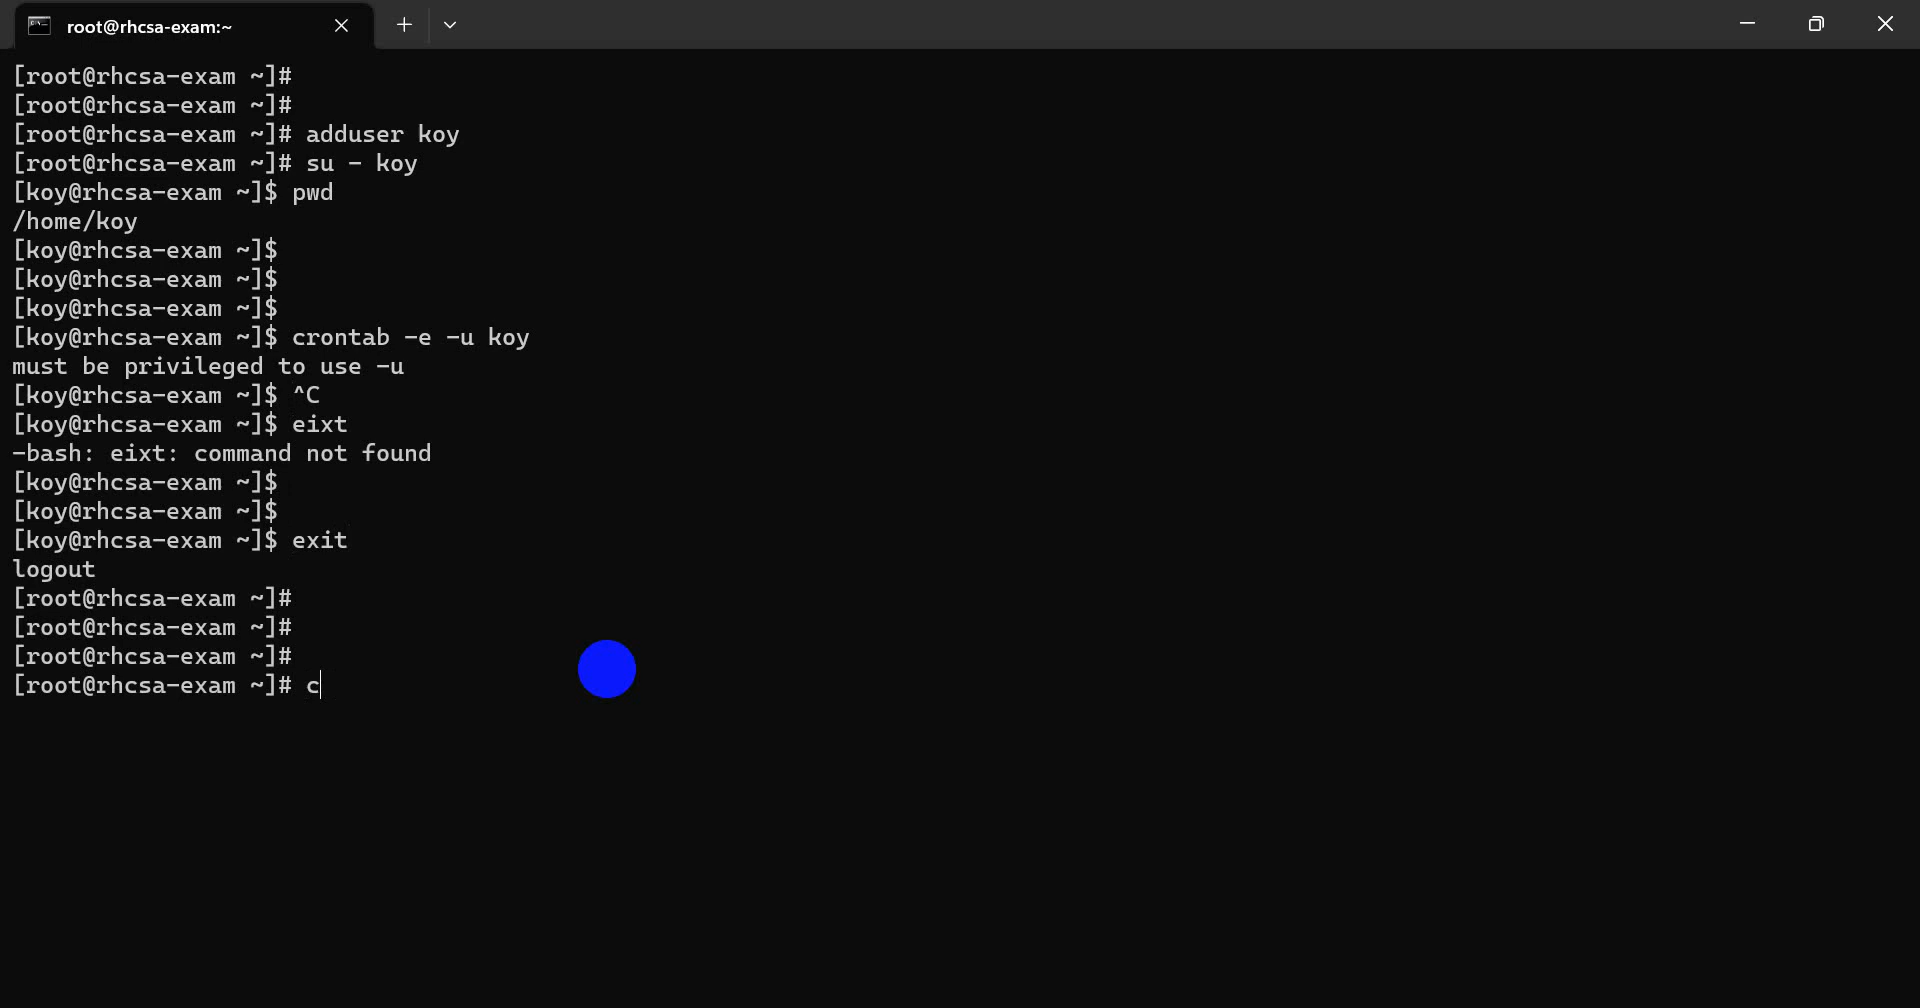 root@rhcsa-exam:~
[root@rhcsa-exam ~]#
[root@rhcsa-exam ~]#
[root@rhcsa-exam ~]# adduser koy
[root@rhcsa-exam ~]# su - koy
[koy@rhcsa-exam ~]$ pwd
/home/koy
[koy@rhcsa-exam ~]$
[koy@rhcsa-exam ~]$
[koy@rhcsa-exam ~]$
[koy@rhcsa-exam ~]$ crontab -e -u koy
must be privileged to use -u
[koy@rhcsa-exam ~]$ ^C
[koy@rhcsa-exam ~]$ eixt
-bash: eixt: command not found
[koy@rhcsa-exam ~]$
[koy@rhcsa-exam ~]$
[koy@rhcsa-exam ~]$ exit
logout
[root@rhcsa-exam ~]#
[root@rhcsa-exam ~]#
[root@rhcsa-exam ~]#
[root@rhcsa-exam ~]# c